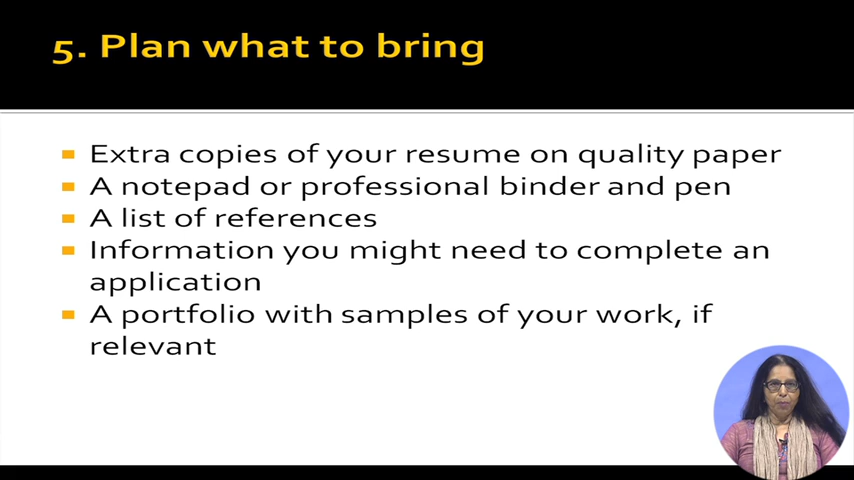 5. Plan what to bring
Extra copies of your resume on quality paper
A notepad or professional binder and pen
A list of references
Information you might need to complete an
application
A portfolio with samples of your work, if
relevant